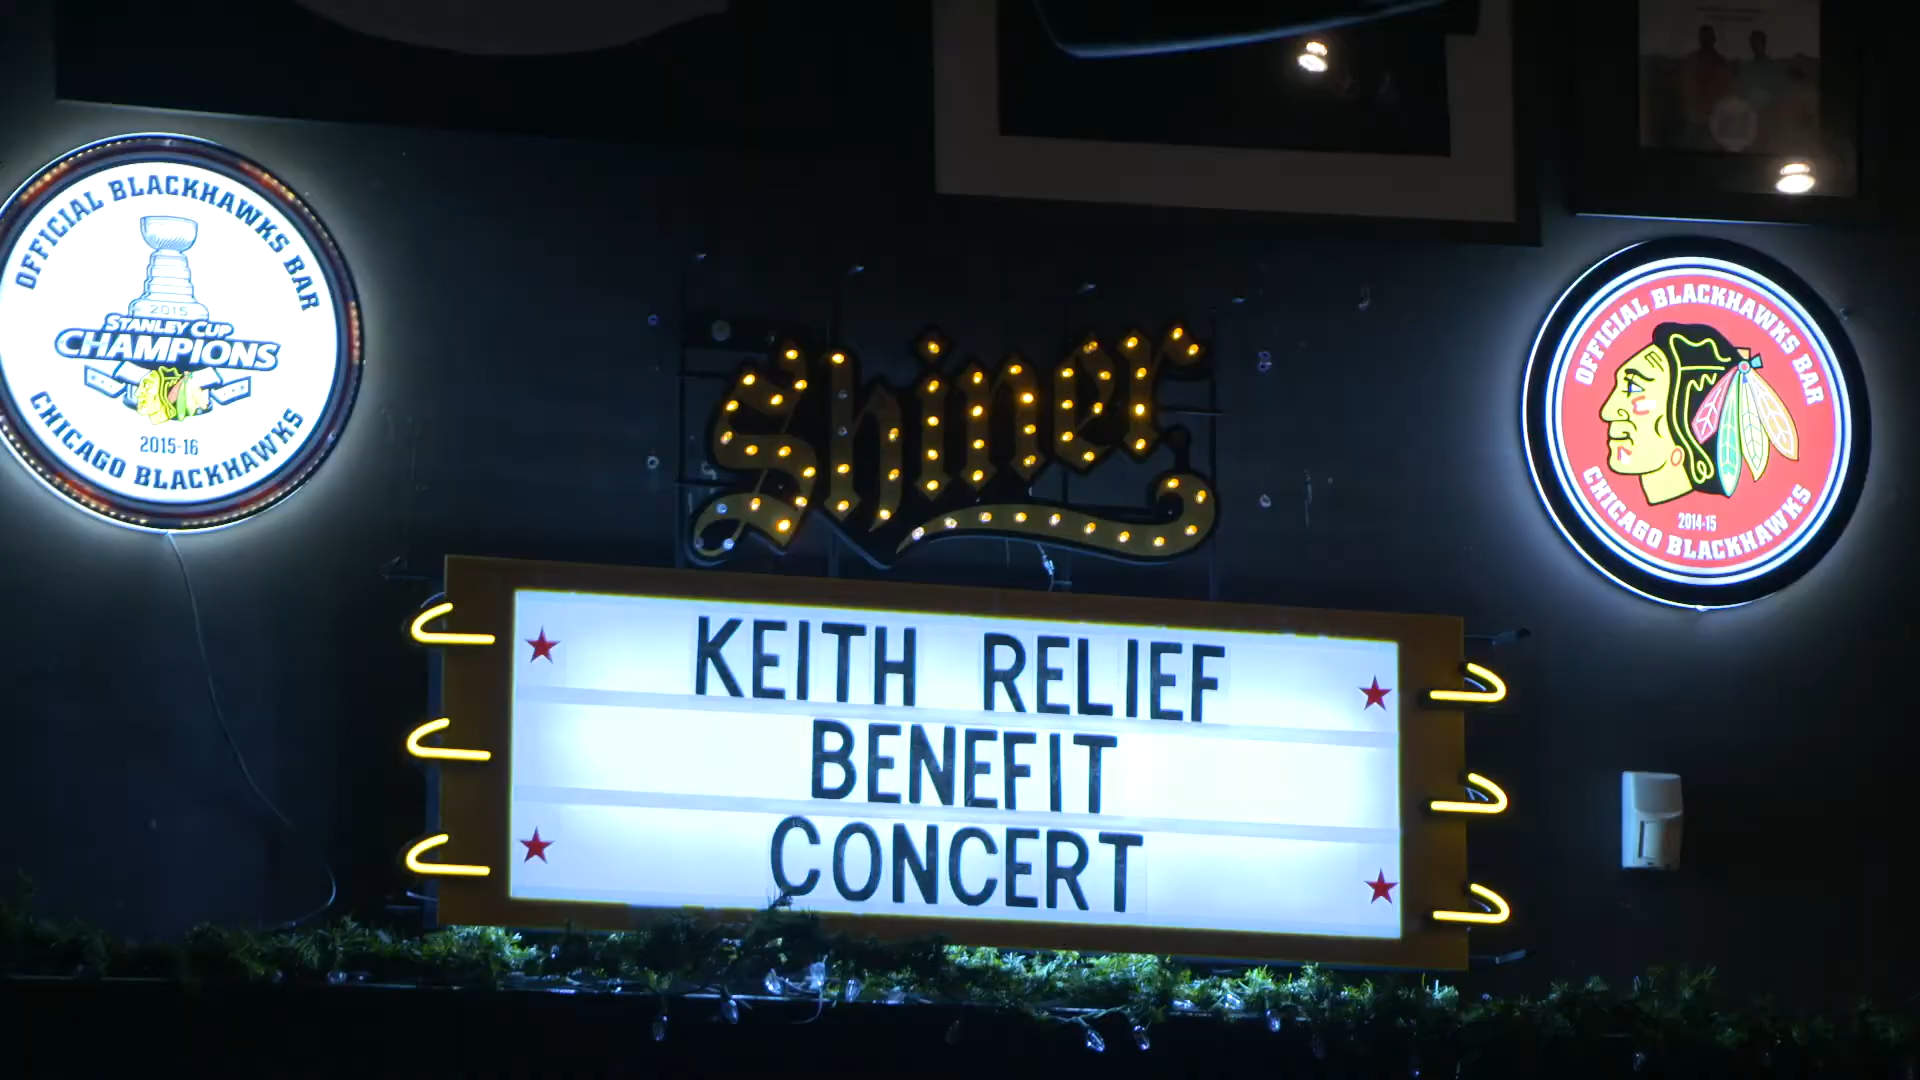 OFFICIAL BLACKHAWKS BAR
2015
STANLEY CUP
CHAMPIONS
2015-16
CHICAGO BLACKHAWKS
Shiner
OFFICIAL BLACKHAWKS BAR
2014-15
CHICAGO BLACKHAWKS
KEITH RELIEF
BENEFIT
CONCERT